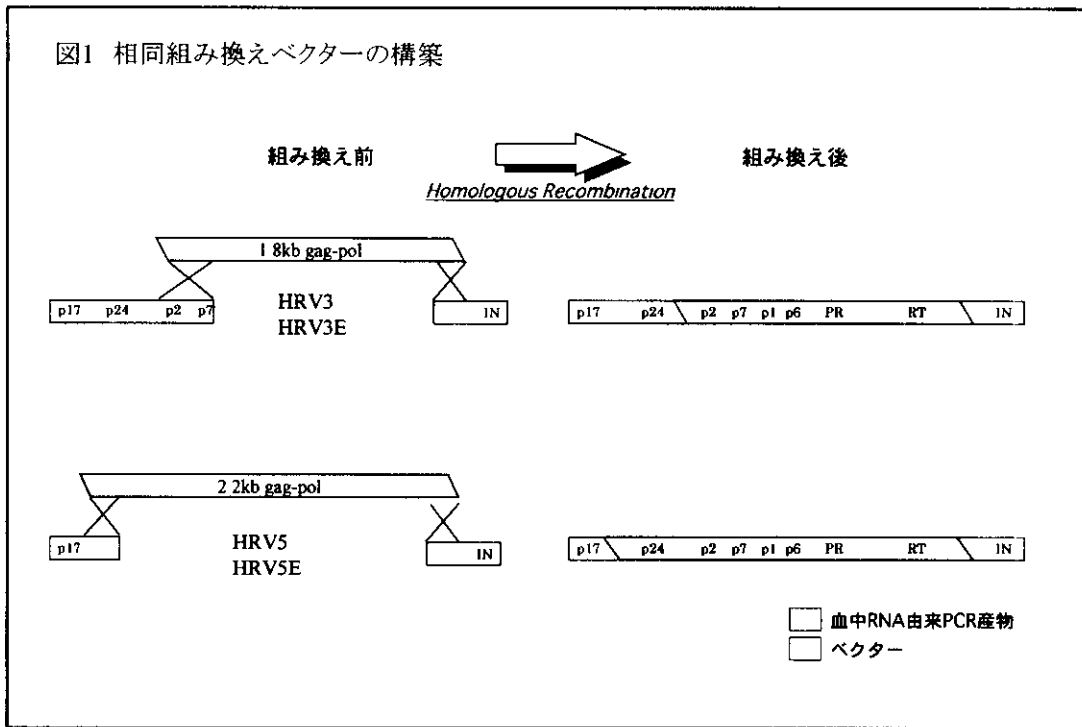 図1 相同組み換えベクターの構築
組み換え前
組み換え後
Homologous Recombination
1 8kb gag-pol
p17 p24 p2 p7
HRV3
HRV3E
IN
p17 p24 p2 p7 p1 p6 PR RT IN
2 2kb gag-pol
p17
HRV5
HRV5E
IN
p17 p24 p2 p7 p1 p6 PR RT IN
血中RNA由来PCR産物
ベクター